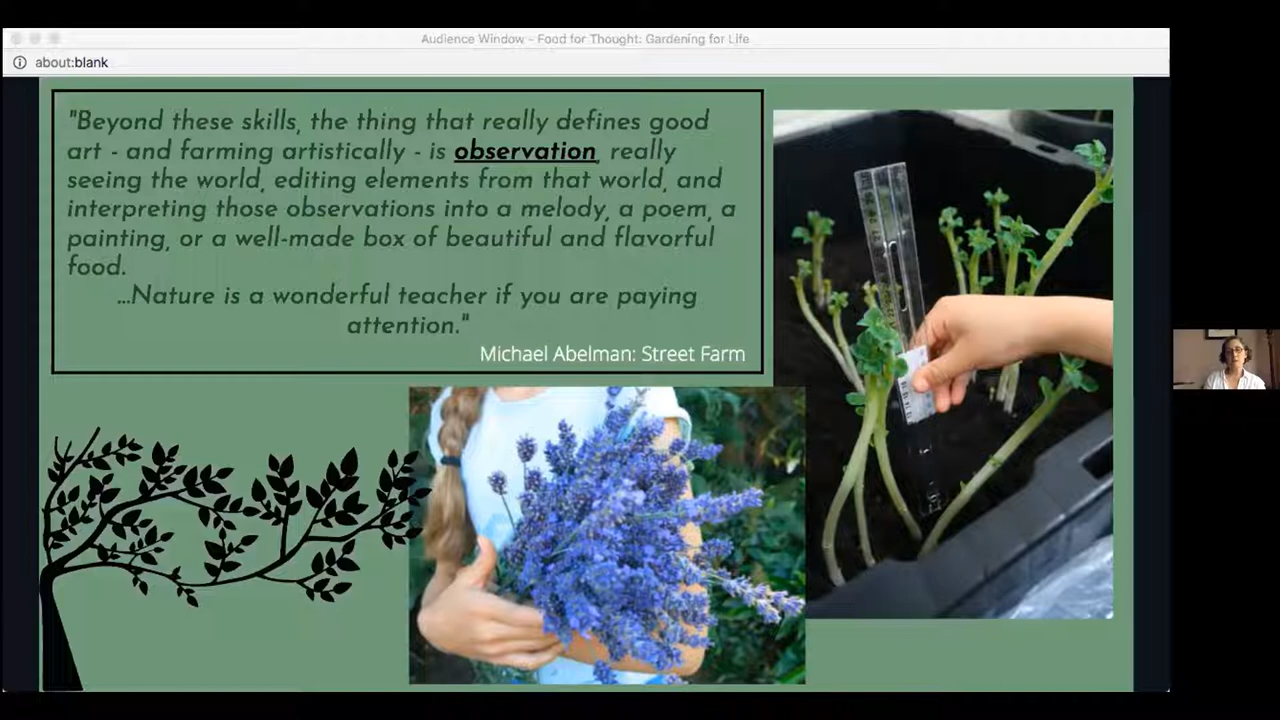 Audience Window - Food for Thought: Gardening for Life
about:blank
"Beyond these skills, the thing that really defines good
art - and farming artistically - is observation, really
seeing the world, editing elements from that world, and
interpreting those observations into a melody, a poem, a
painting, or a well-made box of beautiful and flavorful
food.
...Nature is a wonderful teacher if you are paying
attention."
Michael Abelman: Street Farm